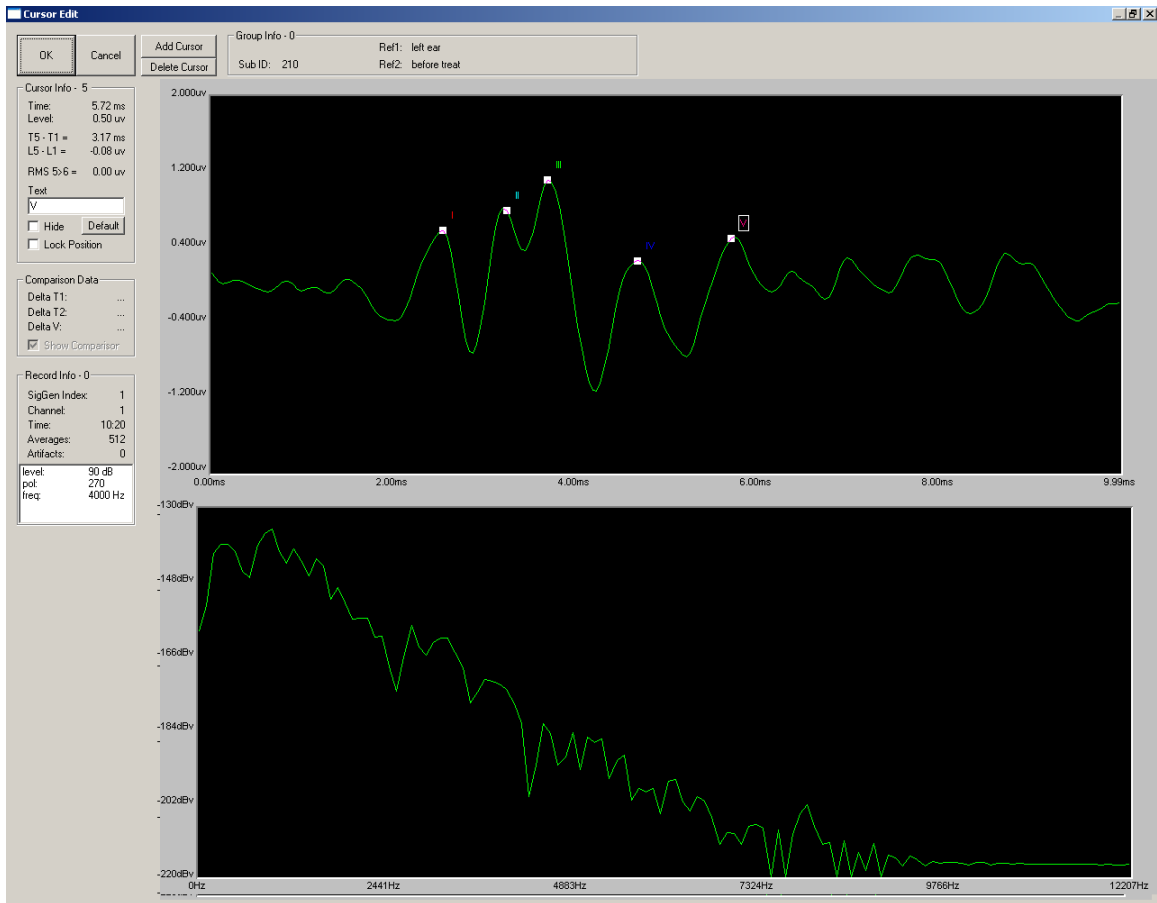 Cursor Edit
OK
Cancel
Add Cursor
Delete Cursor
Group Info - 0
Sub ID: 210
Ref1: left ear
Ref2: before treat
Cursor Info - 5
Time: 5.72 ms
Level: 0.50 uv
T5 - T1 = 3.17 ms
L5 - L1 = -0.08 uv
RMS 5>6 = 0.00 uv
Text
V
Hide
Default
Lock Position
Comparison Data
Delta T1: ...
Delta T2: ...
Delta V: ...
Show Comparisor
Record Info - 0
SigGen Index: 1
Channel: 1
Time: 10:20
Averages: 512
Artifacts: 0
level: 90 dB
pol: 270
freq: 4000 Hz
2.000uv
1.200uv
0.400uv
-0.400uv
-1.200uv
-2.000uv
I
II
III
IV
V
0.00ms
2.00ms
4.00ms
6.00ms
8.00ms
9.99ms
-130dBv
-148dBv
-166dBv
-184dBv
-202dBv
-220dBv
0Hz
2441Hz
4883Hz
7324Hz
9766Hz
12207Hz